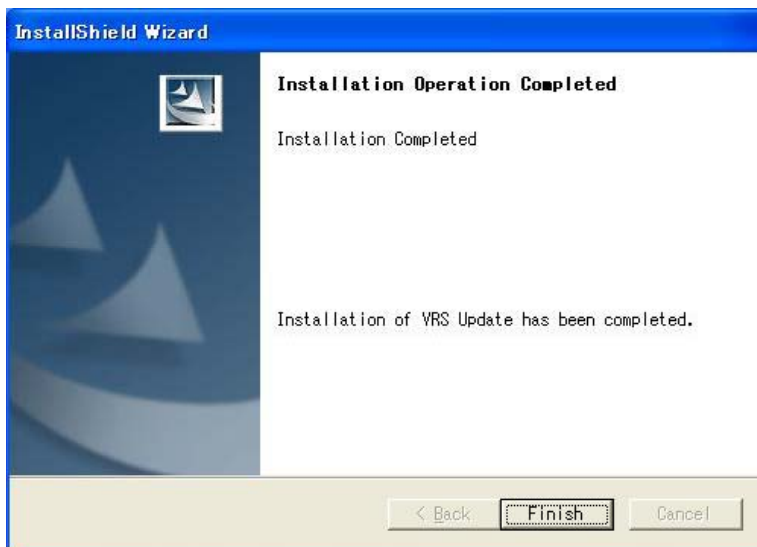 InstallShield Wizard
Installation Operation Completed
Installation Completed
Installation of VRS Update has been completed.
< Back Finish Cancel